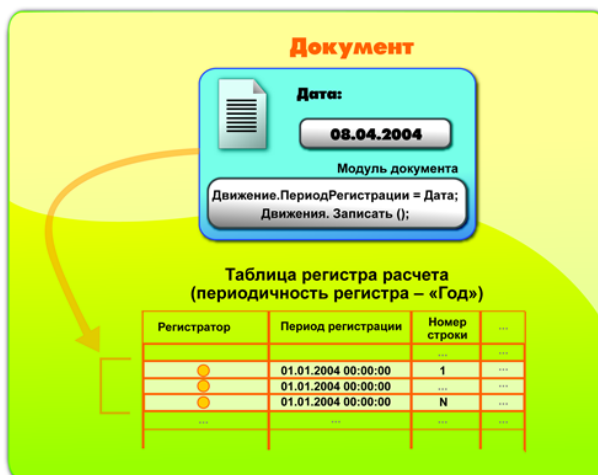 Документ
Дата:
08.04.2004
Модуль документа
Движение.ПериодРегистрации = Дата;
Движения. Записать ();
Таблица регистра расчета
(периодичность регистра – «Год»)
Регистратор Период регистрации Номер строки ...
... ...
01.01.2004 00:00:00 1 ...
01.01.2004 00:00:00 ... ...
01.01.2004 00:00:00 N ...
... ... ... ...